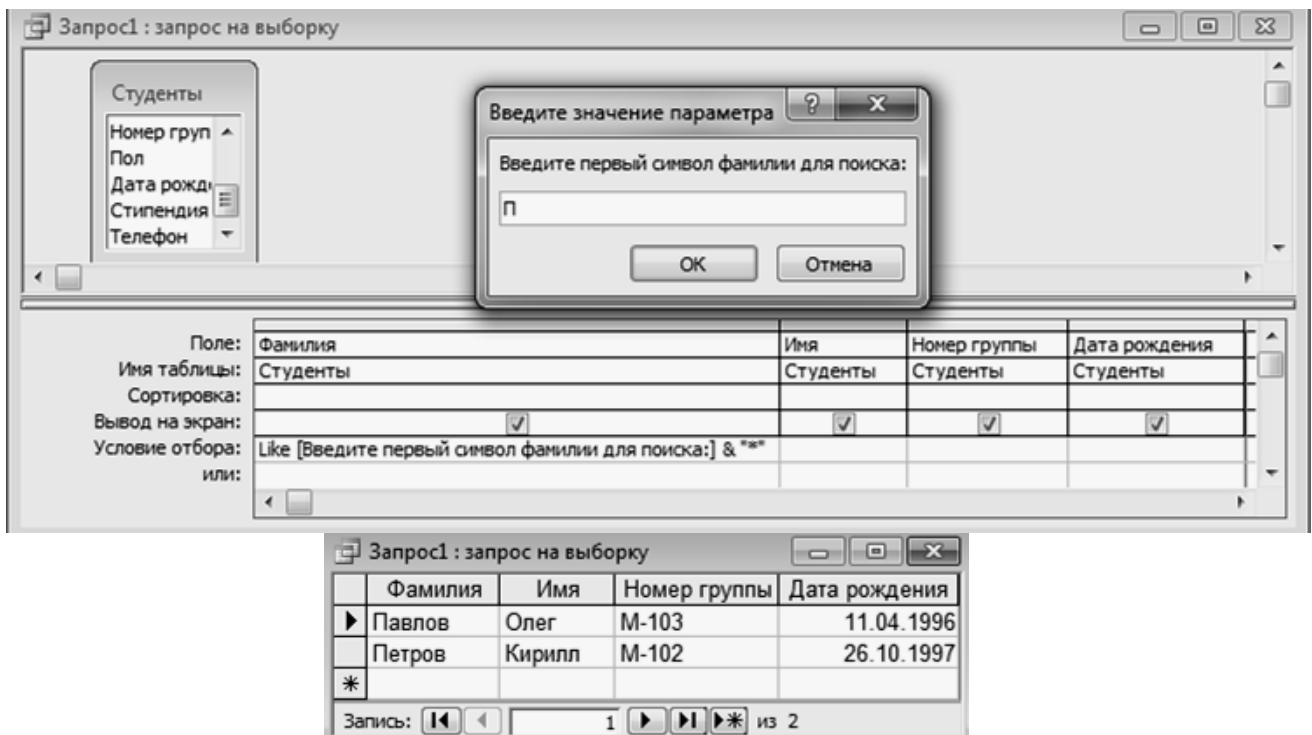 Запрос1 : запрос на выборку
Студенты
Номер груп
Пол
Дата рожд
Стипендия
Телефон
Введите значение параметра
Введите первый символ фамилии для поиска:
П
ОК
Отмена
Поле: Фамилия Имя Номер группы Дата рождения
Имя таблицы: Студенты Студенты Студенты Студенты
Сортировка:
Вывод на экран:
Условие отбора: Like [Введите первый символ фамилии для поиска:] & "*"
или:
Запрос1 : запрос на выборку
Фамилия Имя Номер группы Дата рождения
Павлов Олег М-103 11.04.1996
Петров Кирилл М-102 26.10.1997
Запись: 1 из 2